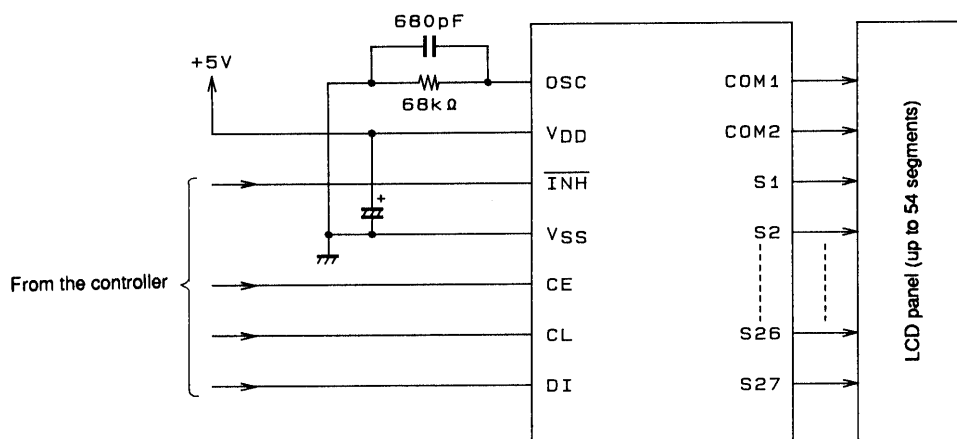 680pF
+5V
68kΩ
OSC
VDD
INH
+
VSS
From the controller
CE
CL
DI
COM1
COM2
S1
S2
S26
S27
LCD panel (up to 54 segments)